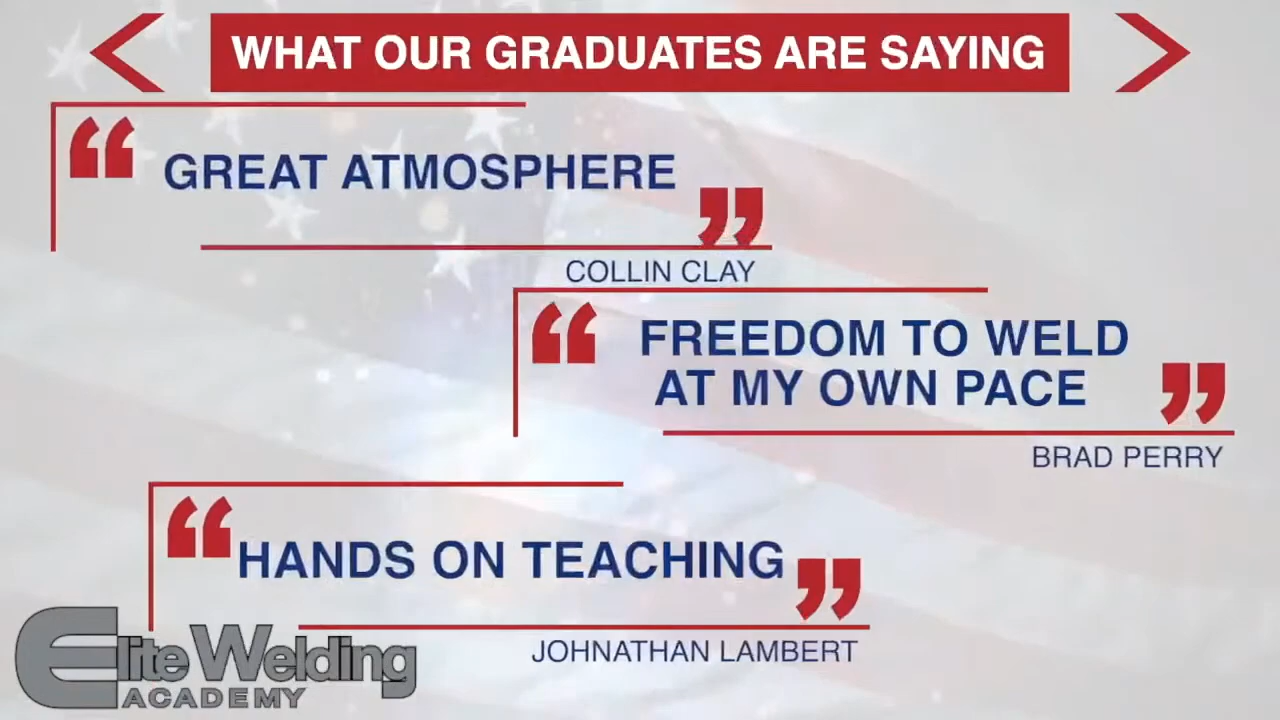 WHAT OUR GRADUATES ARE SAYING
“ GREAT ATMOSPHERE ”
COLLIN CLAY
“ FREEDOM TO WELD
AT MY OWN PACE ”
BRAD PERRY
“ HANDS ON TEACHING ”
JOHNATHAN LAMBERT
Elite Welding
ACADEMY